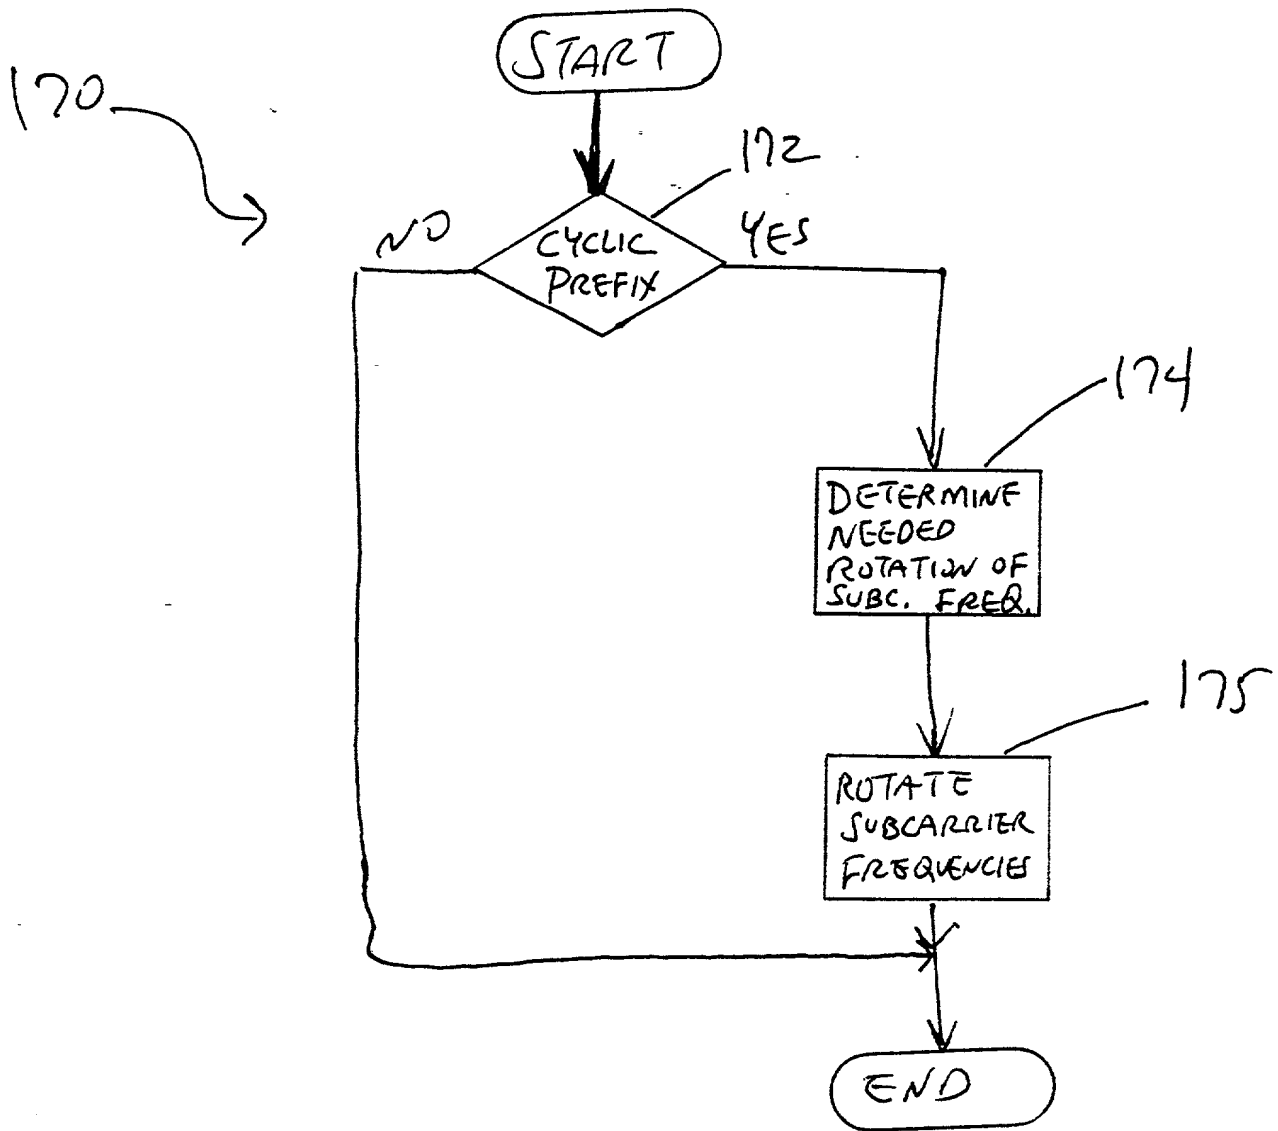 START
170
172
NO
YES
CYCLIC
PREFIX
174
DETERMINE
NEEDED
ROTATION OF
SUBC. FREQ.
175
ROTATE
SUBCARRIER
FREQUENCIES
END